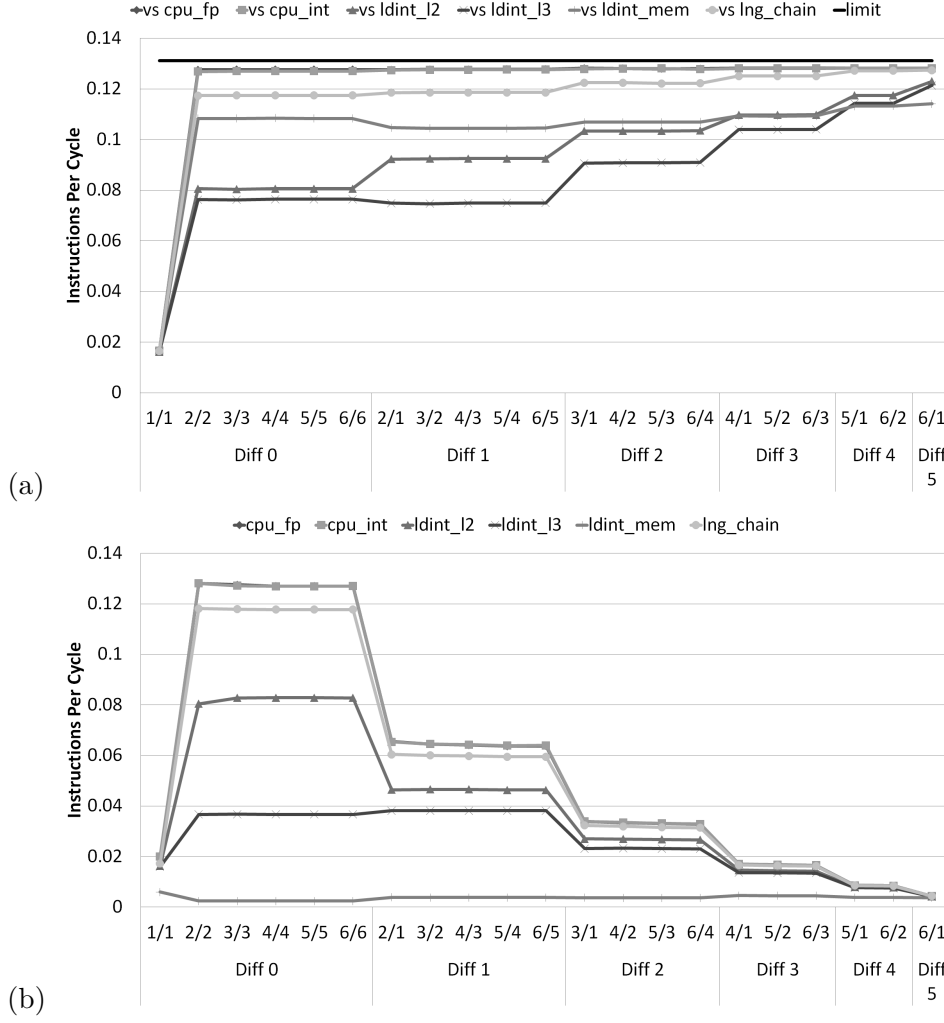 vs cpu_fp vs cpu_int vs ldint_l2 vs ldint_l3 vs ldint_mem vs lng_chain limit
Instructions Per Cycle
0.14
0.12
0.1
0.08
0.06
0.04
0.02
0
1/1 2/2 3/3 4/4 5/5 6/6 2/1 3/2 4/3 5/4 6/5 3/1 4/2 5/3 6/4 4/1 5/2 6/3 5/1 6/2 6/1
Diff 0 Diff 1 Diff 2 Diff 3 Diff 4 Diff
5
(a)
cpu_fp cpu_int ldint_l2 ldint_l3 ldint_mem lng_chain
Instructions Per Cycle
0.14
0.12
0.1
0.08
0.06
0.04
0.02
0
1/1 2/2 3/3 4/4 5/5 6/6 2/1 3/2 4/3 5/4 6/5 3/1 4/2 5/3 6/4 4/1 5/2 6/3 5/1 6/2 6/1
Diff 0 Diff 1 Diff 2 Diff 3 Diff 4 Diff
5
(b)